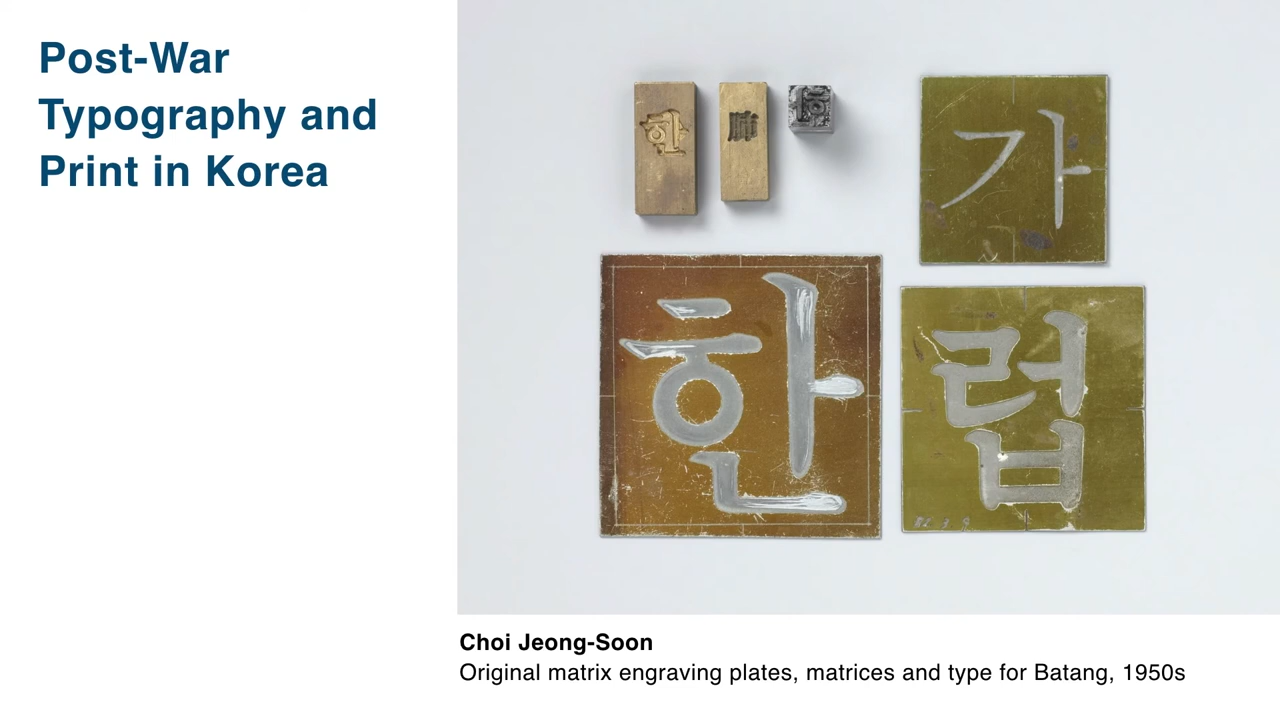 Post-War
Typography and
Print in Korea
가
한
럽
Choi Jeong-Soon
Original matrix engraving plates, matrices and type for Batang, 1950s